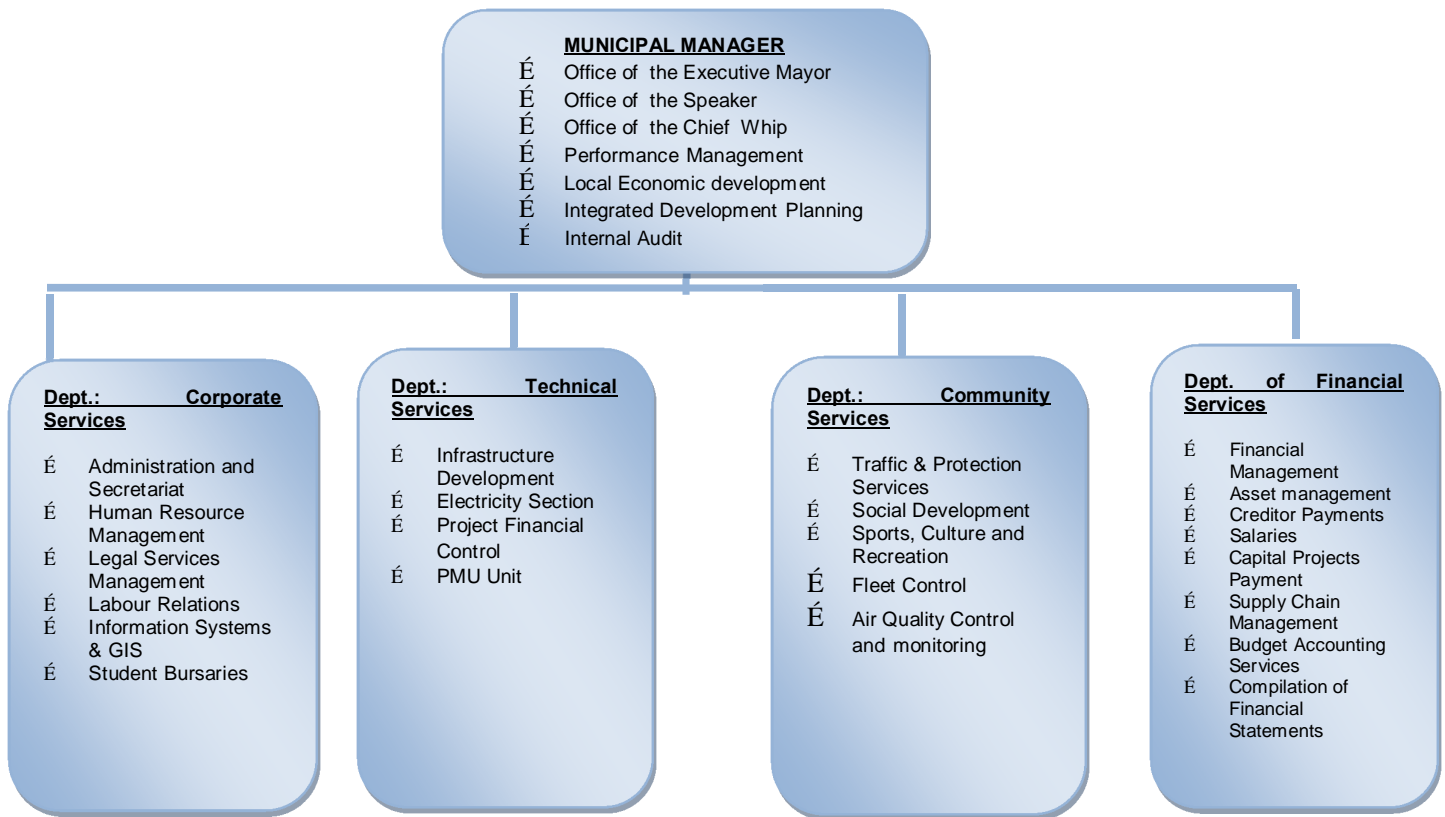 MUNICIPAL MANAGER
É Office of the Executive Mayor
É Office of the Speaker
É Office of the Chief Whip
É Performance Management
É Local Economic development
É Integrated Development Planning
É Internal Audit
Dept.: Corporate
Services
É Administration and
Secretariat
É Human Resource
Management
É Legal Services
Management
É Labour Relations
É Information Systems
& GIS
É Student Bursaries
Dept.: Technical
Services
É Infrastructure
Development
É Electricity Section
É Project Financial
Control
É PMU Unit
Dept.: Community
Services
É Traffic & Protection
Services
É Social Development
É Sports, Culture and
Recreation
É Fleet Control
É Air Quality Control
and monitoring
Dept. of Financial
Services
É Financial
Management
É Asset management
É Creditor Payments
É Salaries
É Capital Projects
Payment
É Supply Chain
Management
É Budget Accounting
Services
É Compilation of
Financial
Statements